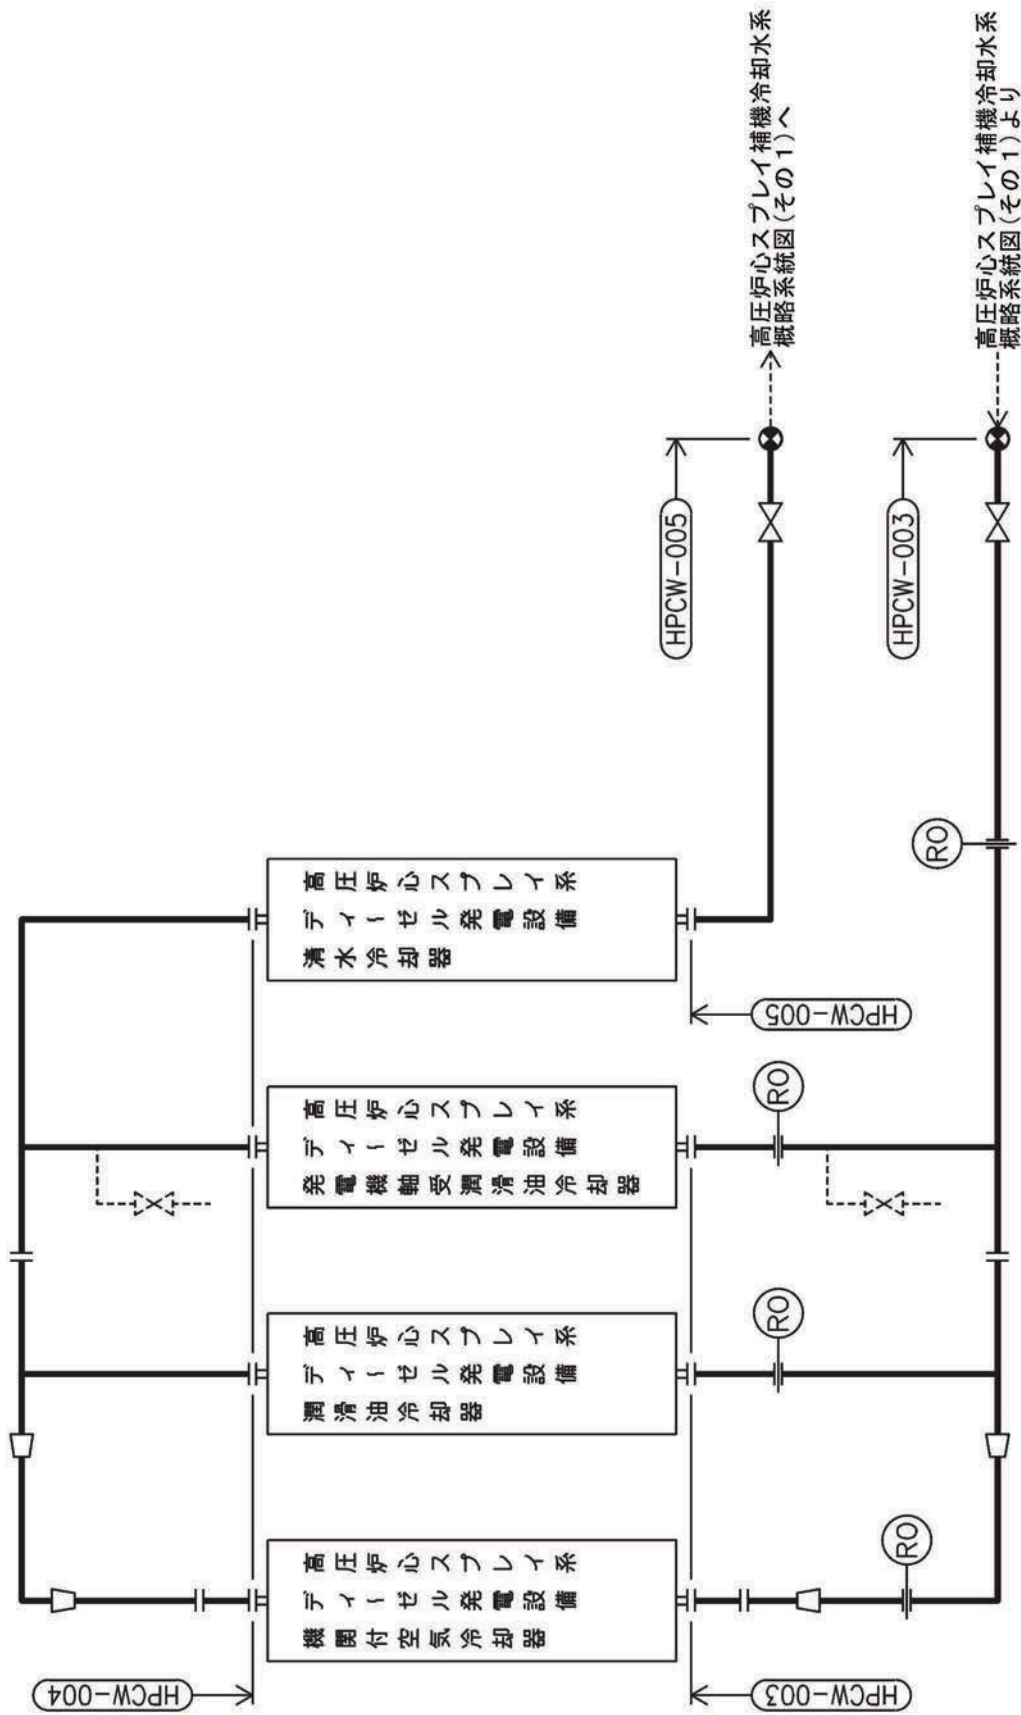 高圧炉心スプレイ補機冷却水系
概略系統図(その1)へ
高圧炉心スプレイ補機冷却水系
概略系統図(その1)より
HPCW-005
HPCW-003
RO
高圧炉心スプレイ系
ディーゼル発電設備
清水冷却器
HPCW-005
高圧炉心スプレイ系
ディーゼル発電設備
発電機軸受潤滑油冷却器
RO
高圧炉心スプレイ系
ディーゼル発電設備
潤滑油冷却器
RO
高圧炉心スプレイ系
ディーゼル発電設備
機関付空気冷却器
RO
HPCW-004
HPCW-003